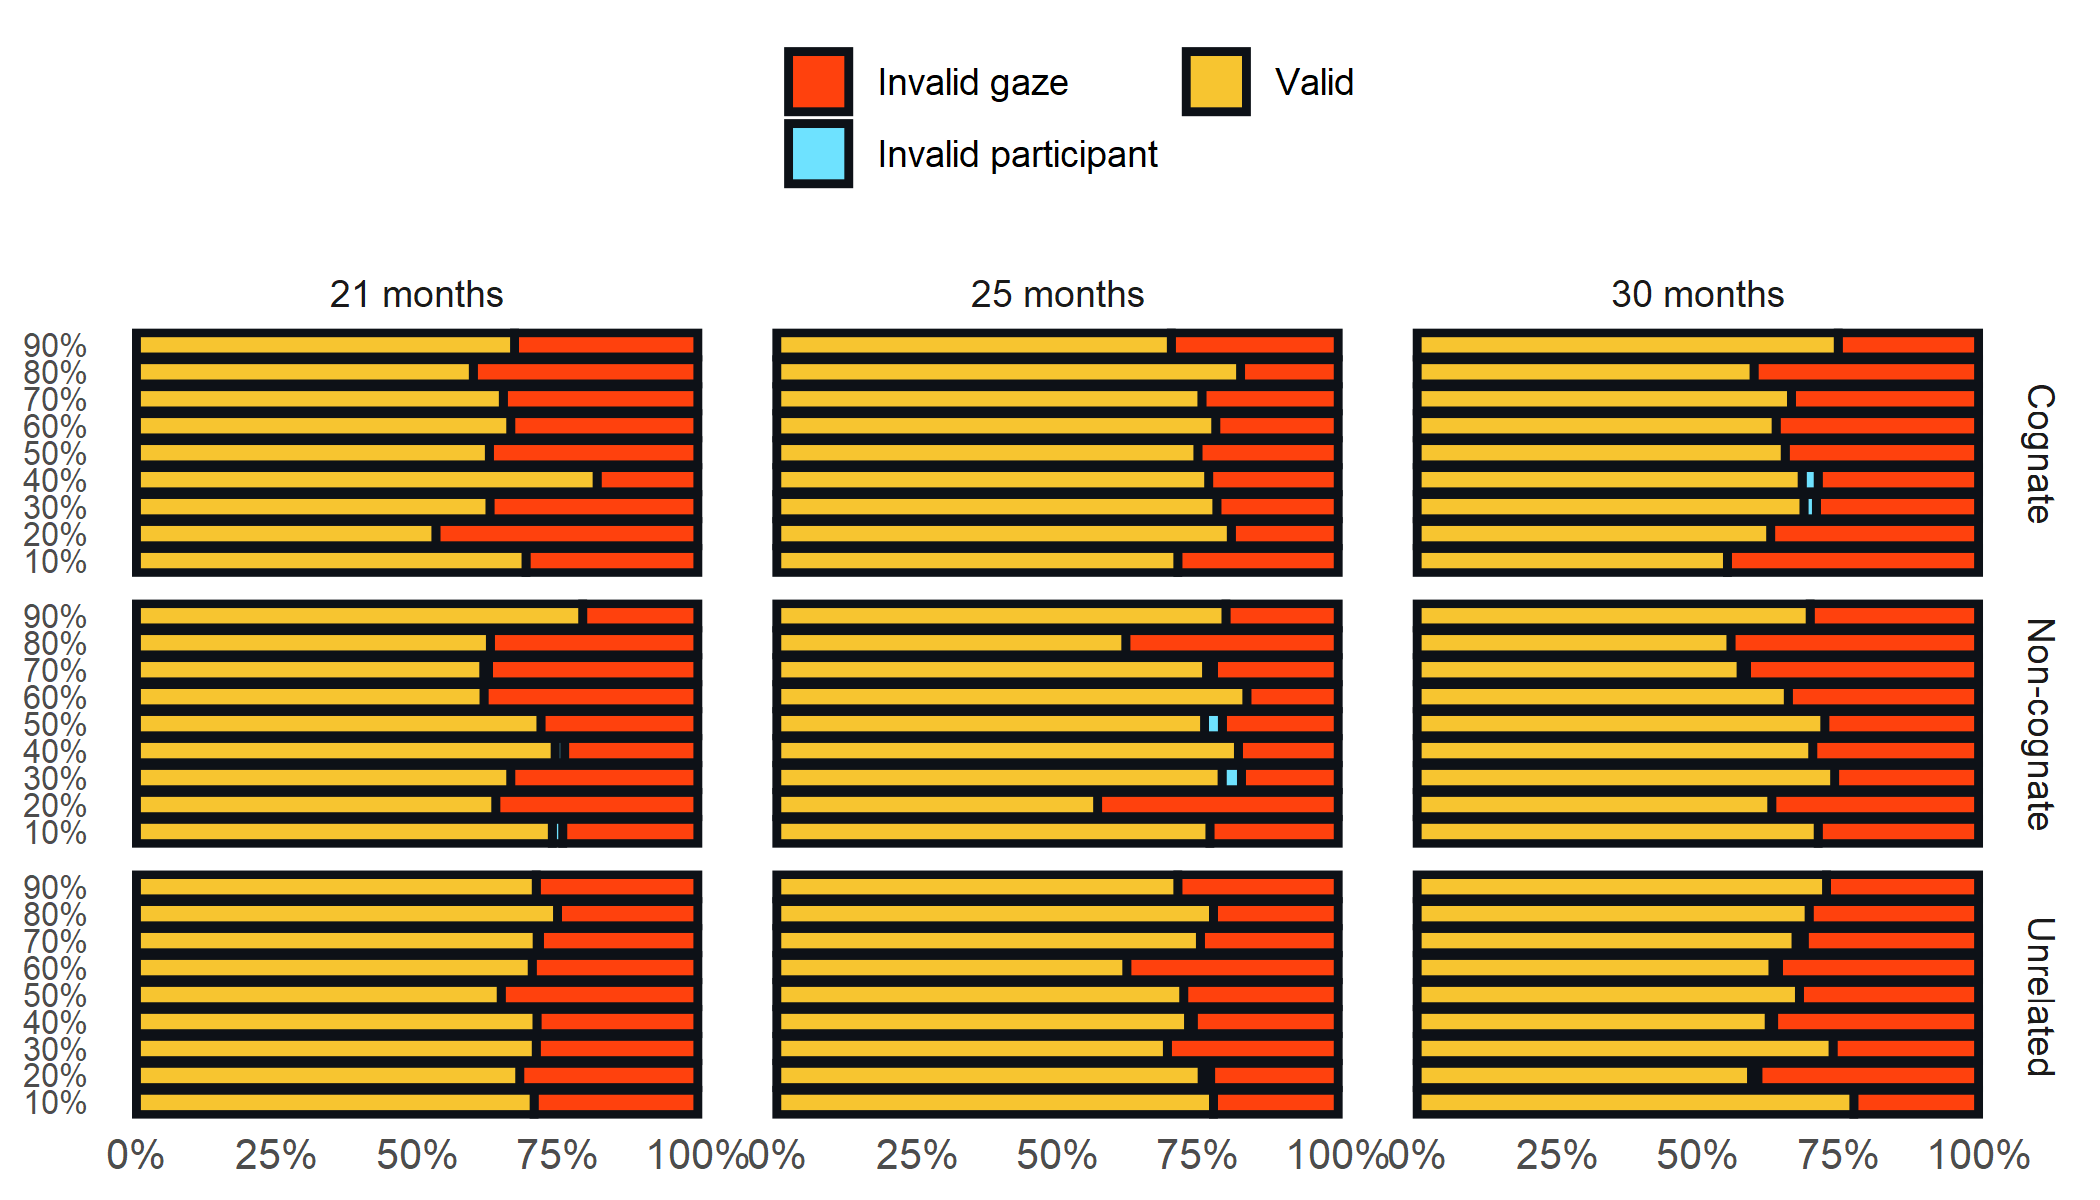 Invalid gaze
Valid
Invalid participant
21 months
25 months
30 months
90%
80%
70%
60%
50%
40%
30%
20%
10%
Cognate
90%
80%
70%
60%
50%
40%
30%
20%
10%
Non-cognate
90%
80%
70%
60%
50%
40%
30%
20%
10%
Unrelated
0% 25% 50% 75% 100% 0% 25% 50% 75% 100% 0% 25% 50% 75% 100%